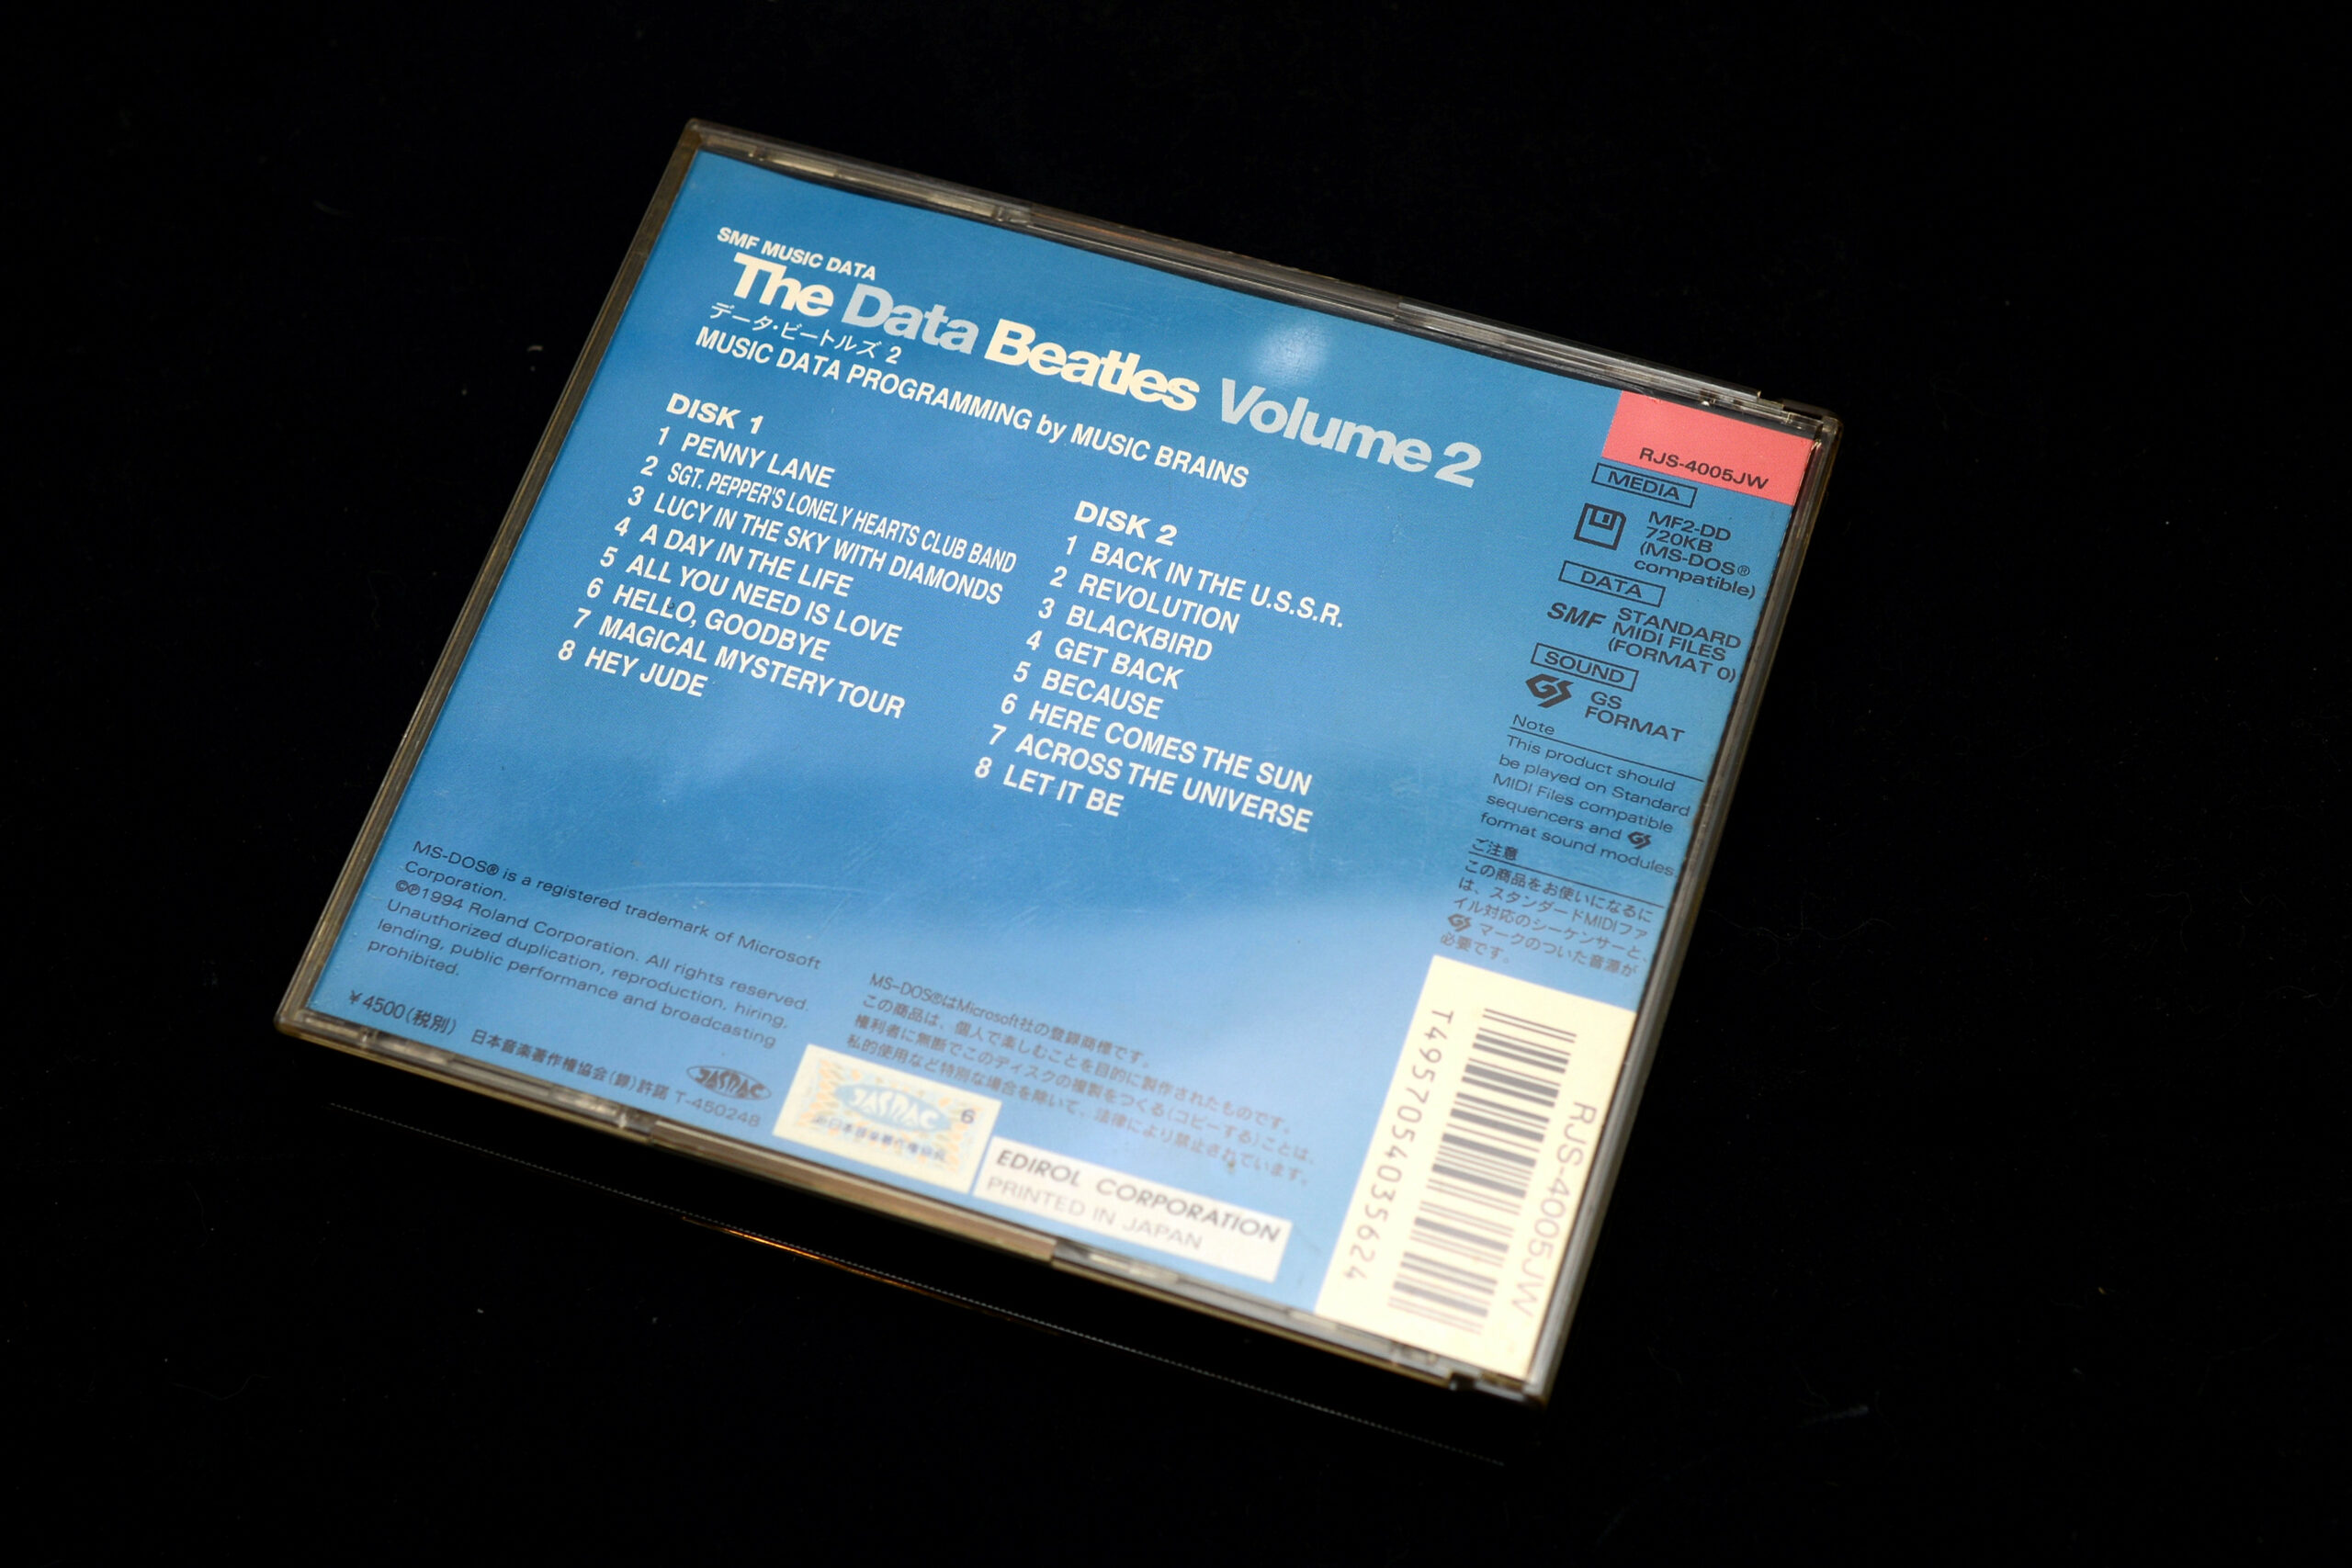 SMF MUSIC DATA
The Data Beatles Volume 2
データ・ビートルズ 2
MUSIC DATA PROGRAMMING by MUSIC BRAINS
DISK 1
1 PENNY LANE
2 SGT. PEPPER'S LONELY HEARTS CLUB BAND
3 LUCY IN THE SKY WITH DIAMONDS
4 A DAY IN THE LIFE
5 ALL YOU NEED IS LOVE
6 HELLO, GOODBYE
7 MAGICAL MYSTERY TOUR
8 HEY JUDE
DISK 2
1 BACK IN THE U.S.S.R.
2 REVOLUTION
3 BLACKBIRD
4 GET BACK
5 BECAUSE
6 HERE COMES THE SUN
7 ACROSS THE UNIVERSE
8 LET IT BE
RJS-4005JW
MEDIA
MF2-DD
720KB
(MS-DOS®
compatible)
DATA
SMF STANDARD
MIDI FILES
(FORMAT 0)
SOUND
GS
GS
FORMAT
Note
This product should
be played on Standard
MIDI Files compatible
sequencers and GS
format sound modules
ご注意
この商品をお使いになるに
は、スタンダードMIDIファ
イル対応のシーケンサーと、
GS マークのついた音源が
必要です。
MS-DOS® is a registered trademark of Microsoft
Corporation.
©℗1994 Roland Corporation. All rights reserved.
Unauthorized duplication, reproduction, hiring,
lending, public performance and broadcasting
prohibited.
¥4500(税別)
日本音楽著作権協会(録)許諾 T-450248
JASRAC
MS-DOS®はMicrosoft社の登録商標です。
この商品は、個人で楽しむことを目的に製作されたものです。
権利者に無断でこのディスクの複製をつくる(コピーする)ことは、
私的使用など特別な場合を除いて、法律により禁止されています。
JASRAC 6
日本音楽著作権協会
EDIROL CORPORATION
PRINTED IN JAPAN
T4957054035624
RJS-4005JW